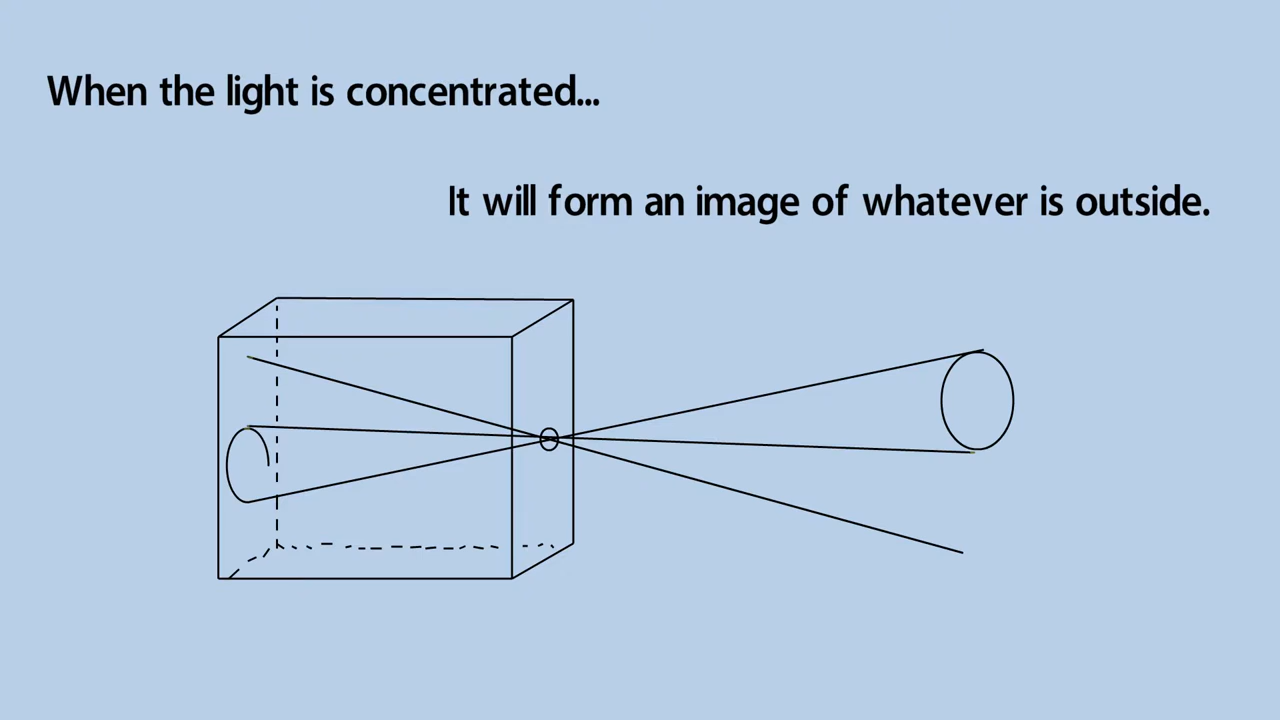 When the light is concentrated...
It will form an image of whatever is outside.